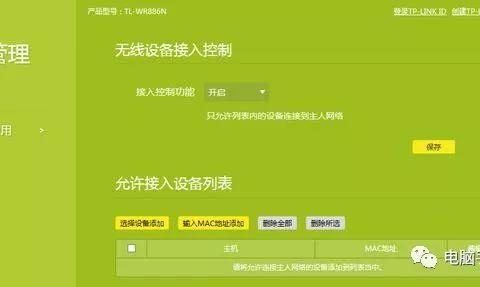 产品型号：TL-WR886N
登录TP-LINK ID 创建TP-L
管理
无线设备接入控制
接入控制功能 开启
用 >
只允许列表内的设备连接到主人网络
保存
允许接入设备列表
选择设备添加 输入MAC地址添加 删除全部 删除所选
主机 MAC地址
请将允许连接主人网络的设备添加到列表当中。
电脑